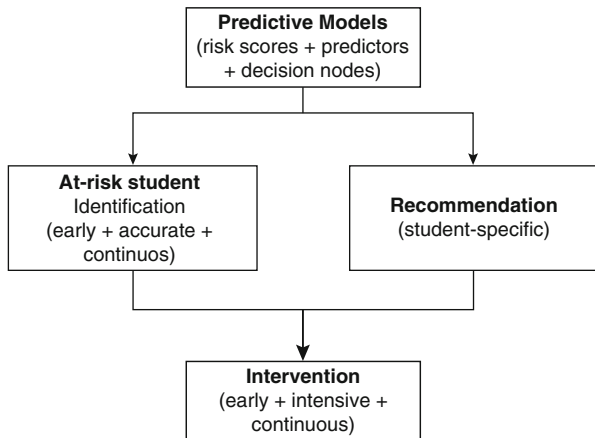 Predictive Models
(risk scores + predictors
+ decision nodes)
At-risk student
Identification
(early + accurate +
continuos)
Recommendation
(student-specific)
Intervention
(early + intensive +
continuous)